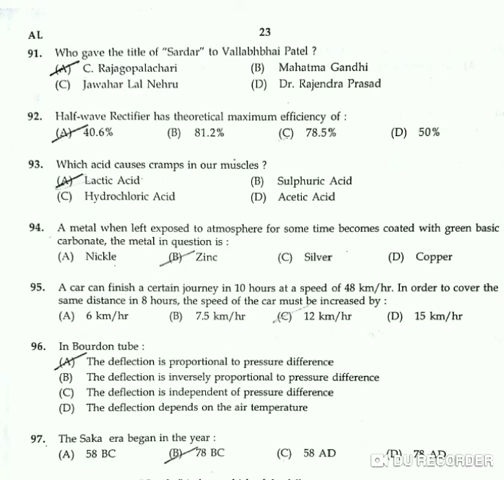 AL 23
91. Who gave the title of "Sardar" to Vallabhbhai Patel ?
(A) C. Rajagopalachari (B) Mahatma Gandhi
(C) Jawahar Lal Nehru (D) Dr. Rajendra Prasad
92. Half-wave Rectifier has theoretical maximum efficiency of :
(A) 40.6% (B) 81.2% (C) 78.5% (D) 50%
93. Which acid causes cramps in our muscles ?
(A) Lactic Acid (B) Sulphuric Acid
(C) Hydrochloric Acid (D) Acetic Acid
94. A metal when left exposed to atmosphere for some time becomes coated with green basic
carbonate, the metal in question is :
(A) Nickle (B) Zinc (C) Silver (D) Copper
95. A car can finish a certain journey in 10 hours at a speed of 48 km/hr. In order to cover the
same distance in 8 hours, the speed of the car must be increased by :
(A) 6 km/hr (B) 7.5 km/hr (C) 12 km/hr (D) 15 km/hr
96. In Bourdon tube :
(A) The deflection is proportional to pressure difference
(B) The deflection is inversely proportional to pressure difference
(C) The deflection is independent of pressure difference
(D) The deflection depends on the air temperature
97. The Saka era began in the year :
(A) 58 BC (B) 78 BC (C) 58 AD (D) 78 AD
DU RECORDER